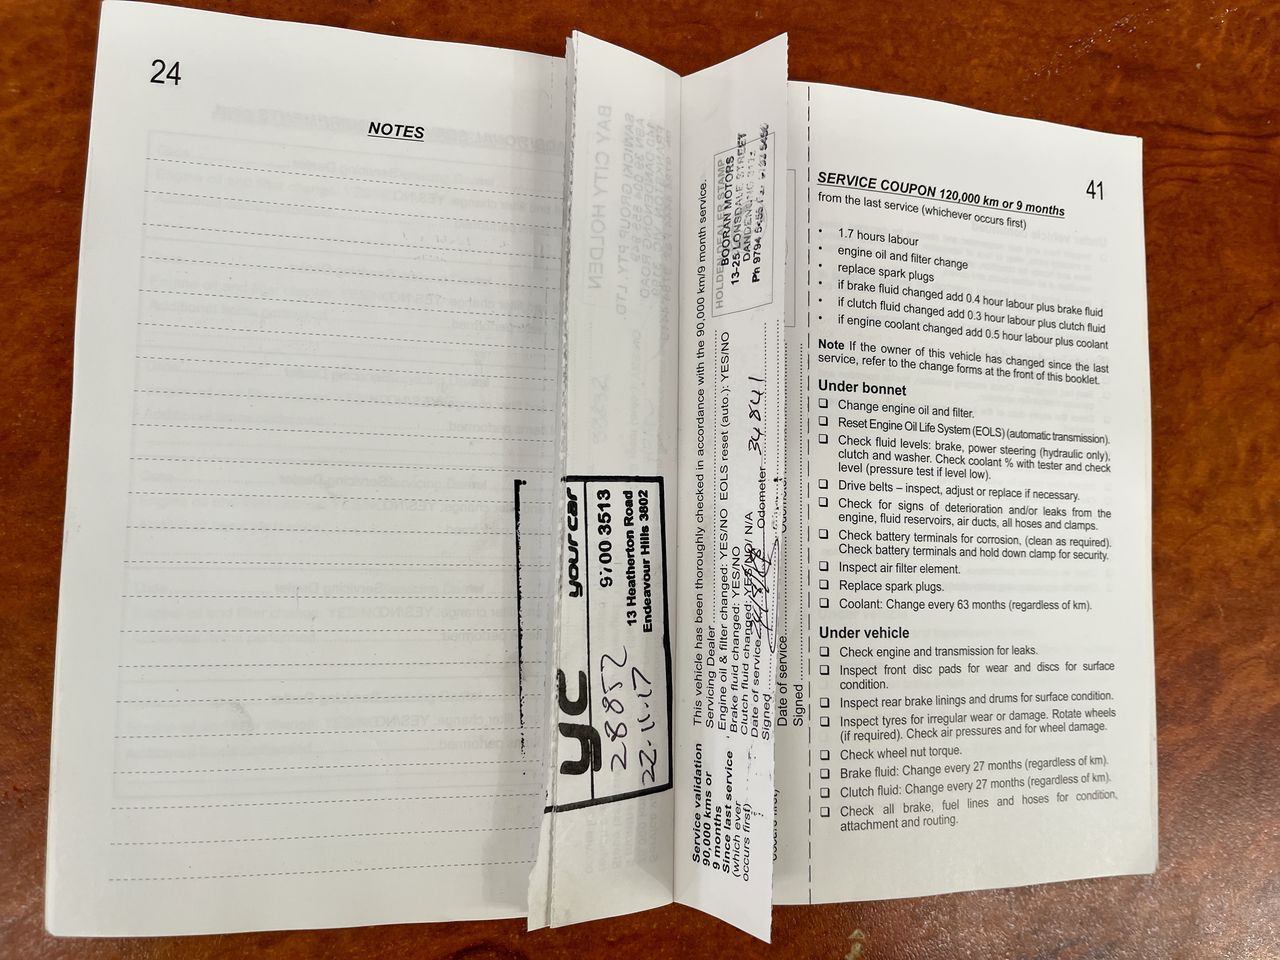 24
NOTES
yc yourcar
9700 3513
28852
13 Heatherton Road
22-11-17
Endeavour Hills 3802
BAY CITY HOLDEN
Service validation
90,000 kms or
9 months
Since last service
(which ever
occurs first)
This vehicle has been thoroughly checked in accordance with the 90,000 km/9 month service.
Servicing Dealer
Engine oil & filter changed: YES/NO EOLS reset (auto.): YES/NO
Brake fluid changed: YES/NO
Clutch fluid changed: YES/NO/ N/A
Date of service Odometer 34841
Signed
HOLDEN DEALER STAMP
BOORAN MOTORS
13-25 LONSDALE STREET
DANDENONG
Ph 9794
Date of service
Signed
41
SERVICE COUPON 120,000 km or 9 months
from the last service (whichever occurs first)
• 1.7 hours labour
• engine oil and filter change
• replace spark plugs
• if brake fluid changed add 0.4 hour labour plus brake fluid
• if clutch fluid changed add 0.3 hour labour plus clutch fluid
• if engine coolant changed add 0.5 hour labour plus coolant
Note If the owner of this vehicle has changed since the last
service, refer to the change forms at the front of this booklet.
Under bonnet
❑ Change engine oil and filter.
❑ Reset Engine Oil Life System (EOLS) (automatic transmission).
❑ Check fluid levels: brake, power steering (hydraulic only),
clutch and washer. Check coolant % with tester and check
level (pressure test if level low).
❑ Drive belts – inspect, adjust or replace if necessary.
❑ Check for signs of deterioration and/or leaks from the
engine, fluid reservoirs, air ducts, all hoses and clamps.
❑ Check battery terminals for corrosion, (clean as required).
Check battery terminals and hold down clamp for security.
❑ Inspect air filter element.
❑ Replace spark plugs.
❑ Coolant: Change every 63 months (regardless of km).
Under vehicle
❑ Check engine and transmission for leaks.
❑ Inspect front disc pads for wear and discs for surface
condition.
❑ Inspect rear brake linings and drums for surface condition.
❑ Inspect tyres for irregular wear or damage. Rotate wheels
(if required). Check air pressures and for wheel damage.
❑ Check wheel nut torque.
❑ Brake fluid: Change every 27 months (regardless of km).
❑ Clutch fluid: Change every 27 months (regardless of km).
❑ Check all brake, fuel lines and hoses for condition,
attachment and routing.